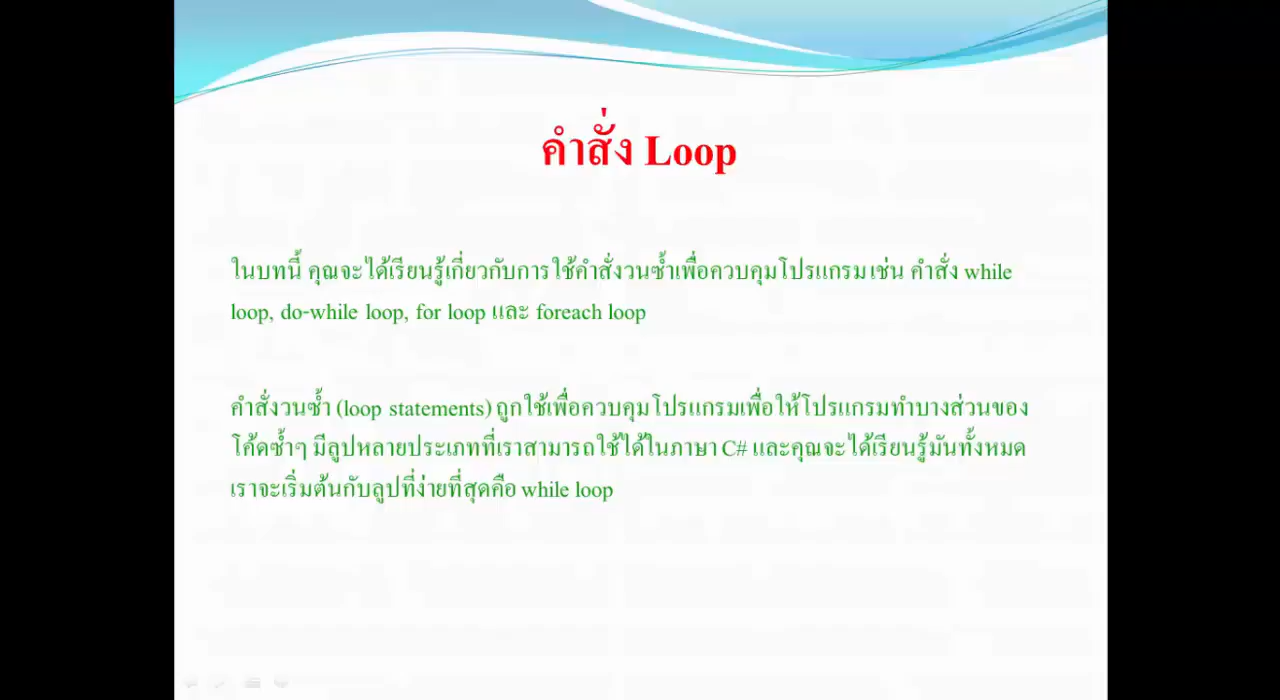 คำสั่ง Loop
ในบทนี้ คุณจะได้เรียนรู้เกี่ยวกับการใช้คำสั่งวนซ้ำเพื่อควบคุมโปรแกรม เช่น คำสั่ง while
loop, do-while loop, for loop และ foreach loop
คำสั่งวนซ้ำ (loop statements) ถูกใช้เพื่อควบคุมโปรแกรมเพื่อให้โปรแกรมทำบางส่วนของ
โค้ดซ้ำๆ มีลูปหลายประเภทที่เราสามารถใช้ได้ในภาษา C# และคุณจะได้เรียนรู้มันทั้งหมด
เราจะเริ่มต้นกับลูปที่ง่ายที่สุดคือ while loop